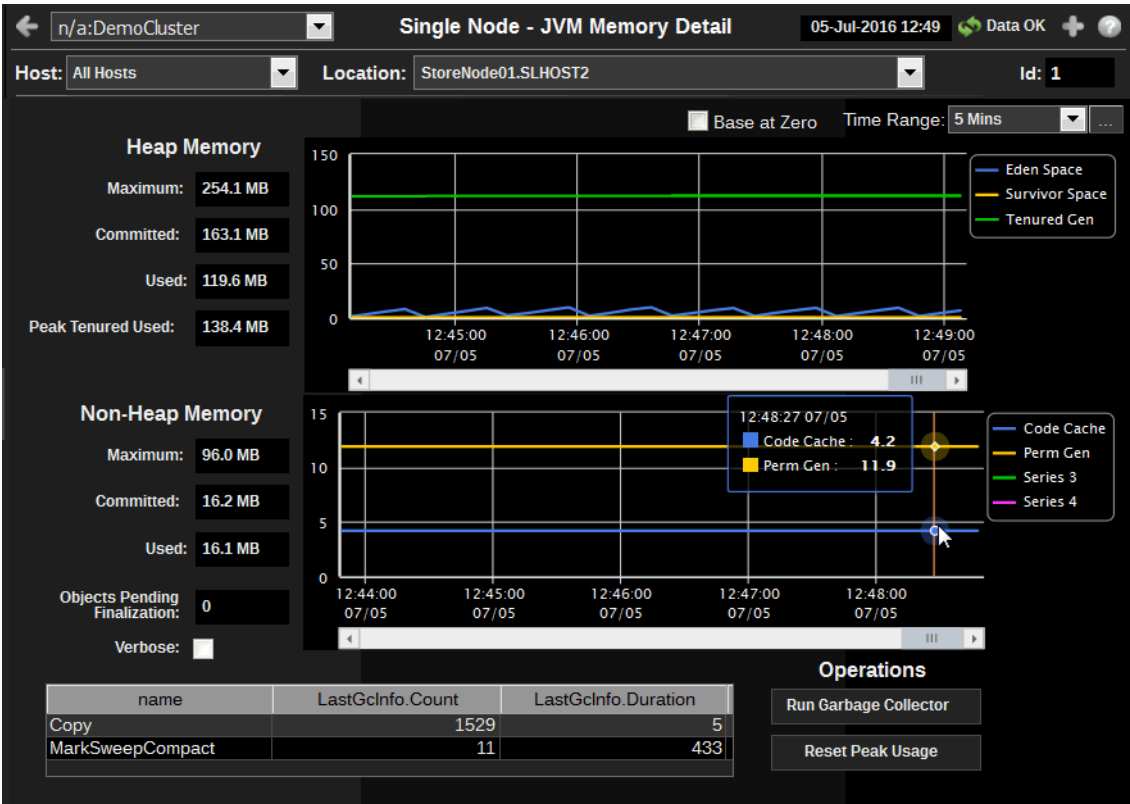 n/a:DemoCluster Single Node - JVM Memory Detail 05-Jul-2016 12:49 Data OK
Host: All Hosts Location: StoreNode01.SLHOST2 Id: 1
Base at Zero Time Range: 5 Mins ...
Heap Memory
Maximum: 254.1 MB
Committed: 163.1 MB
Used: 119.6 MB
Peak Tenured Used: 138.4 MB
150
100
50
0
12:45:00 12:46:00 12:47:00 12:48:00 12:49:00
07/05 07/05 07/05 07/05 07/05
Eden Space
Survivor Space
Tenured Gen
Non-Heap Memory
Maximum: 96.0 MB
Committed: 16.2 MB
Used: 16.1 MB
Objects Pending
Finalization: 0
Verbose:
15
10
5
0
12:48:27 07/05
Code Cache : 4.2
Perm Gen : 11.9
12:44:00 12:45:00 12:46:00 12:47:00 12:48:00
07/05 07/05 07/05 07/05 07/05
Code Cache
Perm Gen
Series 3
Series 4
name LastGcInfo.Count LastGcInfo.Duration
Copy 1529 5
MarkSweepCompact 11 433
Operations
Run Garbage Collector
Reset Peak Usage